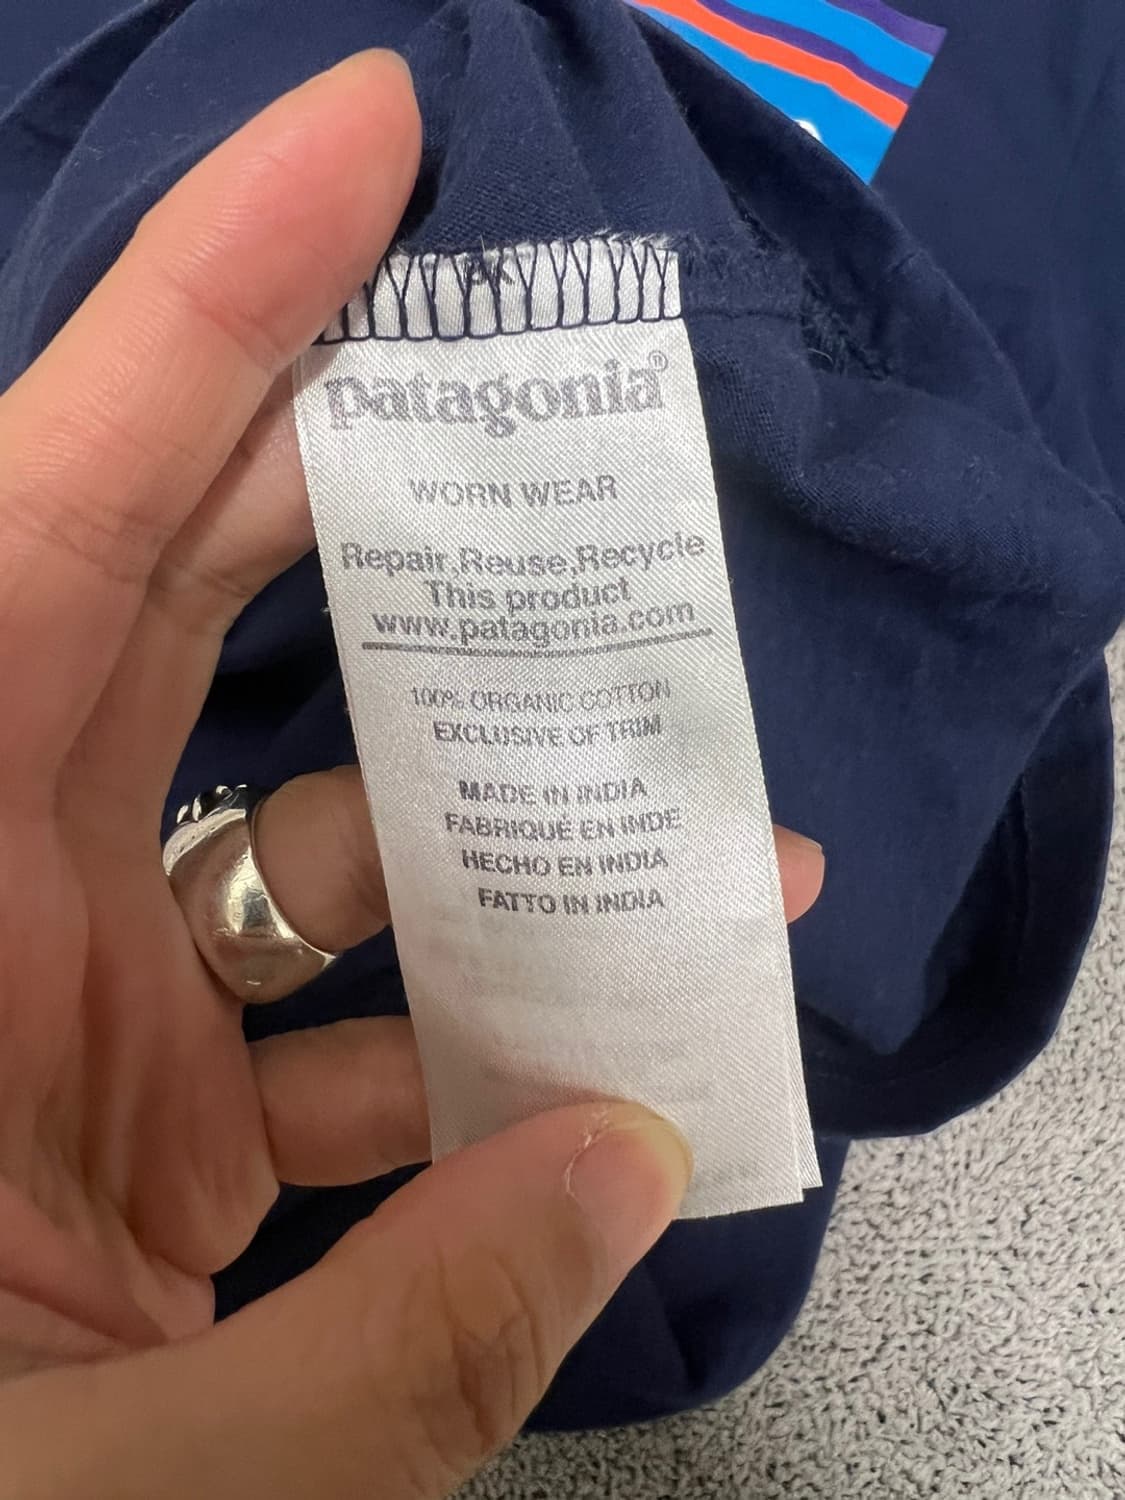 patagonia®
WORN WEAR
Repair,Reuse,Recycle
This product
www.patagonia.com
100% ORGANIC COTTON
EXCLUSIVE OF TRIM
MADE IN INDIA
FABRIQUÉ EN INDE
HECHO EN INDIA
FATTO IN INDIA